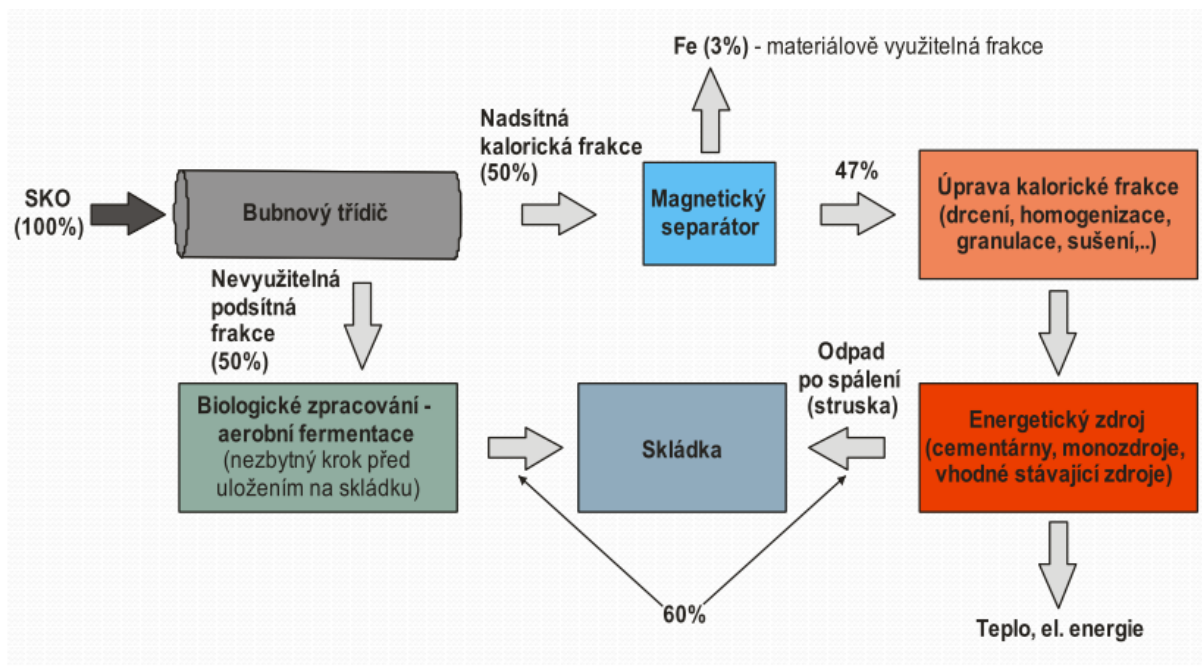 Fe (3%) - materiálově využitelná frakce
Nadsítná
kalorická frakce
(50%)
SKO
(100%)
Bubnový třídič
Magnetický
separátor
47%
Úprava kalorické frakce
(drcení, homogenizace,
granulace, sušení,..)
Nevyužitelná
podsítná
frakce
(50%)
Odpad
po spálení
(struska)
Biologické zpracování -
aerobní fermentace
(nezbytný krok před
uložením na skládku)
Skládka
Energetický zdroj
(cementárny, monozdroje,
vhodné stávající zdroje)
60%
Teplo, el. energie